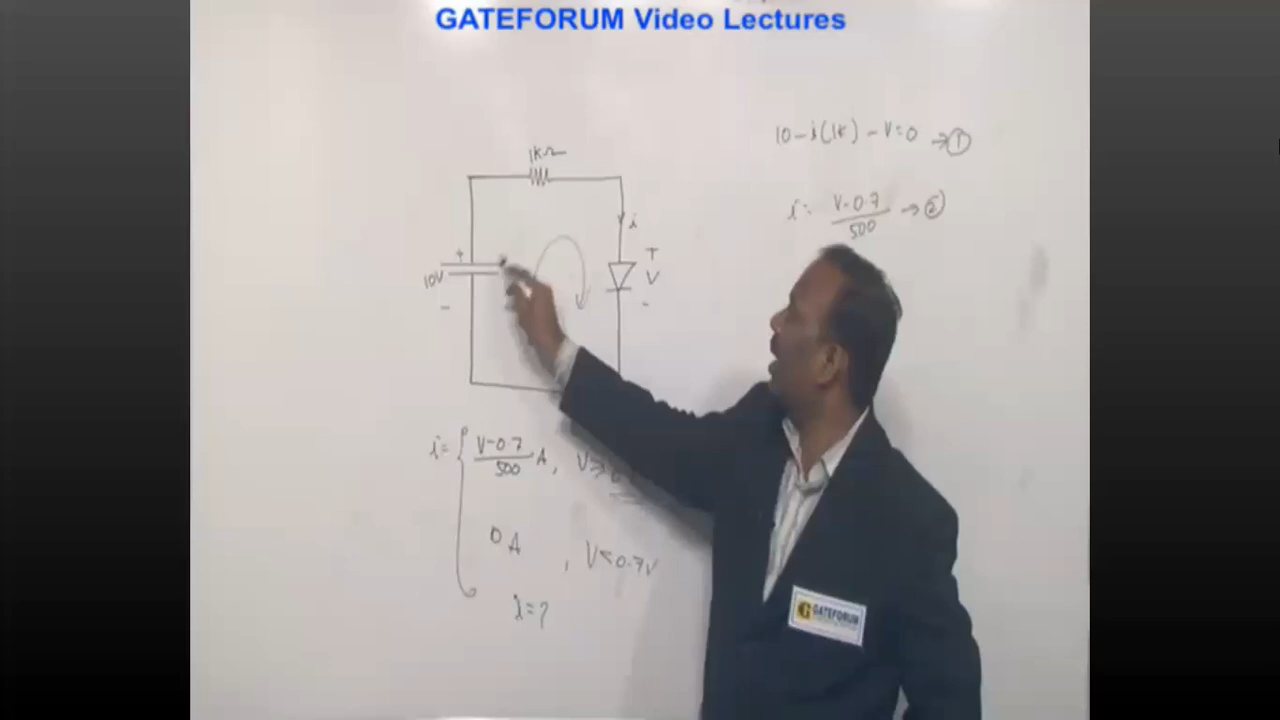 GATEFORUM Video Lectures
10 - i(1K) - V = 0 → ①
1KΩ
i = V-0.7 / 500 → ②
i
+
+
V
10V
-
-
i = { V-0.7 / 500 A, V ≥
0 A , V < 0.7V
i = ?
GATEFORUM